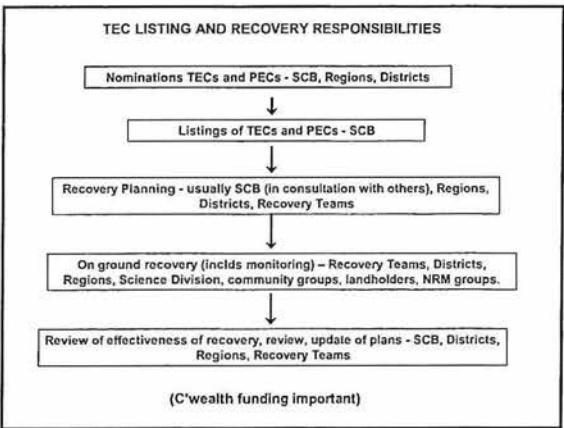 TEC LISTING AND RECOVERY RESPONSIBILITIES
Nominations TECs and PECs - SCB, Regions, Districts
Listings of TECs and PECs - SCB
Recovery Planning - usually SCB (in consultation with others), Regions,
Districts, Recovery Teams
On ground recovery (inclds monitoring) – Recovery Teams, Districts,
Regions, Science Division, community groups, landholders, NRM groups.
Review of effectiveness of recovery, review, update of plans - SCB, Districts,
Regions, Recovery Teams
(C'wealth funding important)